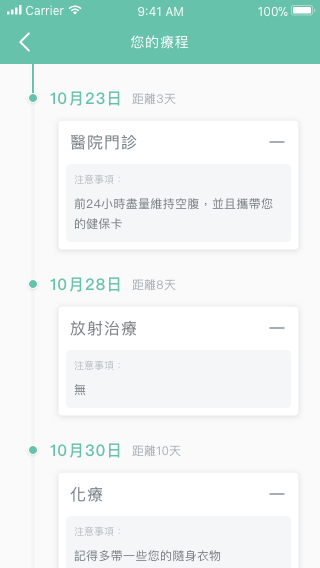 Carrier 9:41 AM 100%
您的療程
10月23日 距離3天
醫院門診
注意事項：
前24小時盡量維持空腹，並且攜帶您
的健保卡
10月28日 距離8天
放射治療
注意事項：
無
10月30日 距離10天
化療
注意事項：
記得多帶一些您的隨身衣物